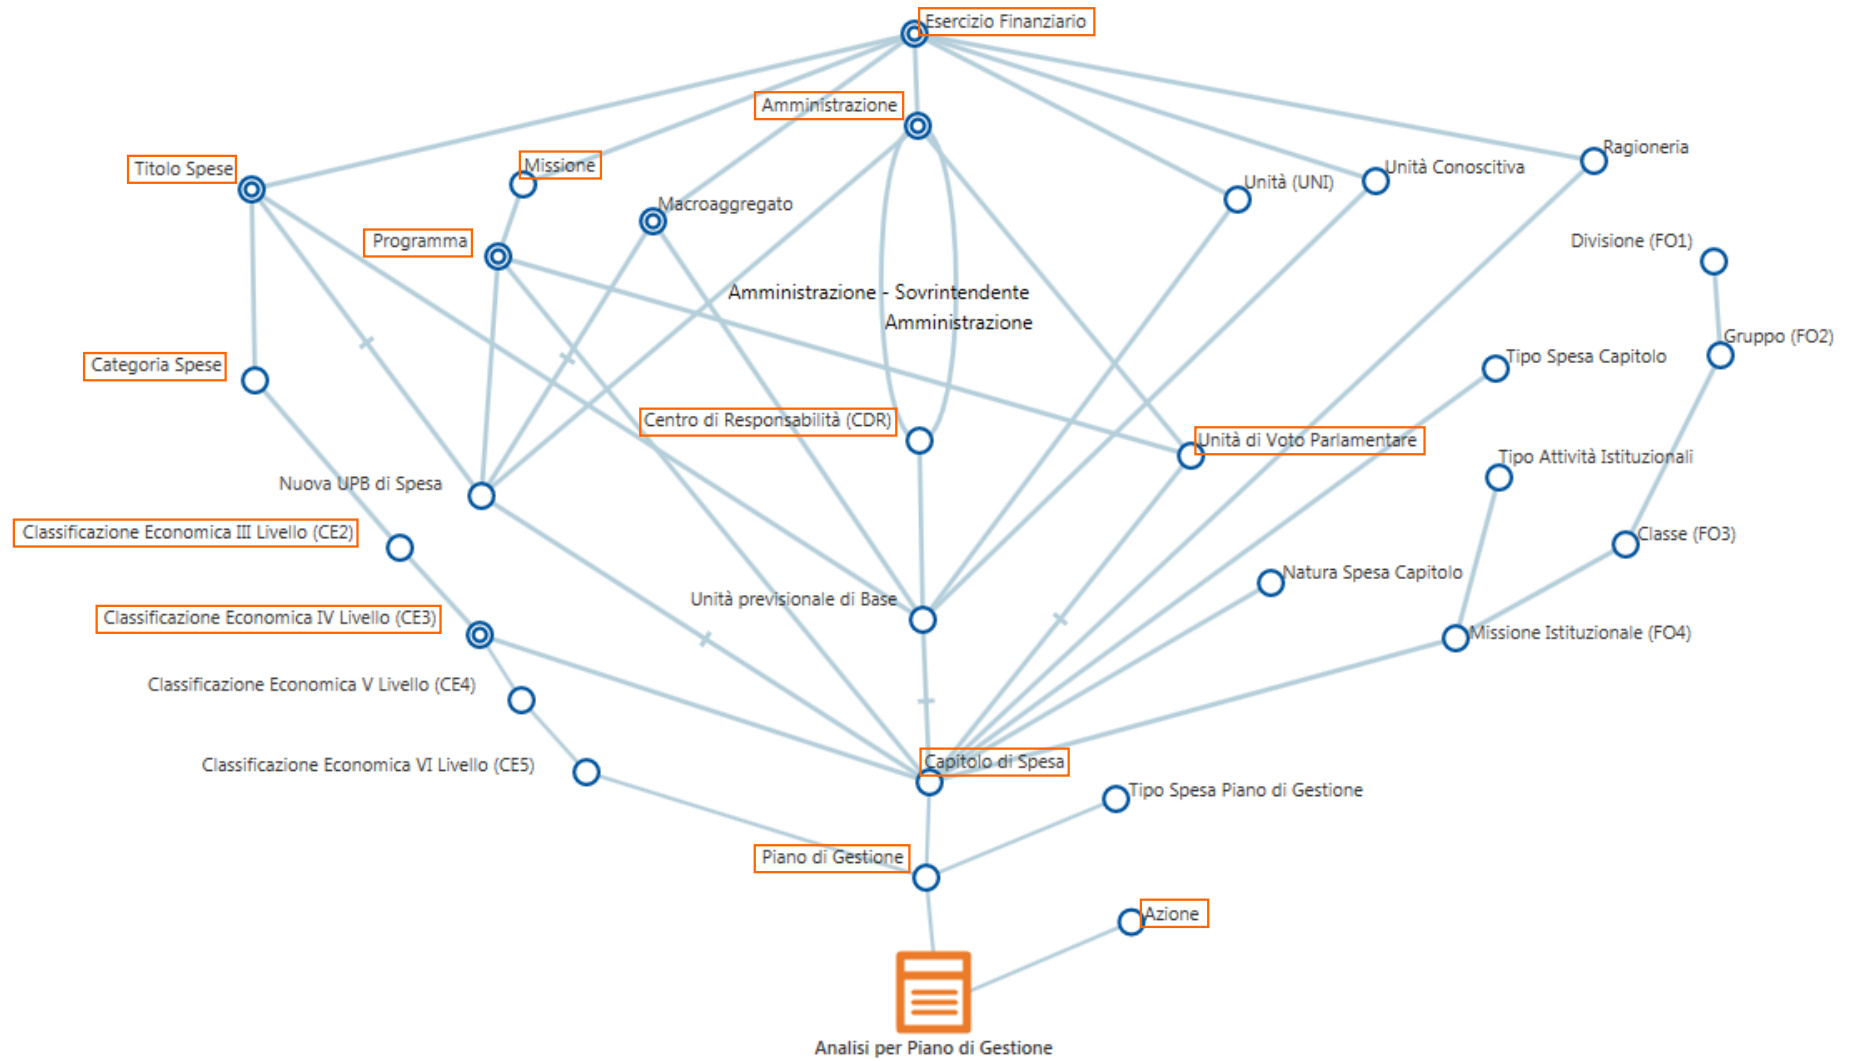 Esercizio Finanziario
Amministrazione
Ragioneria
Titolo Spese
Missione
Unità Conoscitiva
Unità (UNI)
Macroaggregato
Programma
Divisione (FO1)
Amministrazione - Sovrintendente
Amministrazione
Gruppo (FO2)
Categoria Spese
Tipo Spesa Capitolo
Centro di Responsabilità (CDR)
Unità di Voto Parlamentare
Tipo Attività Istituzionali
Nuova UPB di Spesa
Classificazione Economica III Livello (CE2)
Classe (FO3)
Natura Spesa Capitolo
Unità previsionale di Base
Classificazione Economica IV Livello (CE3)
Missione Istituzionale (FO4)
Classificazione Economica V Livello (CE4)
Classificazione Economica VI Livello (CE5)
Capitolo di Spesa
Tipo Spesa Piano di Gestione
Piano di Gestione
Azione
Analisi per Piano di Gestione